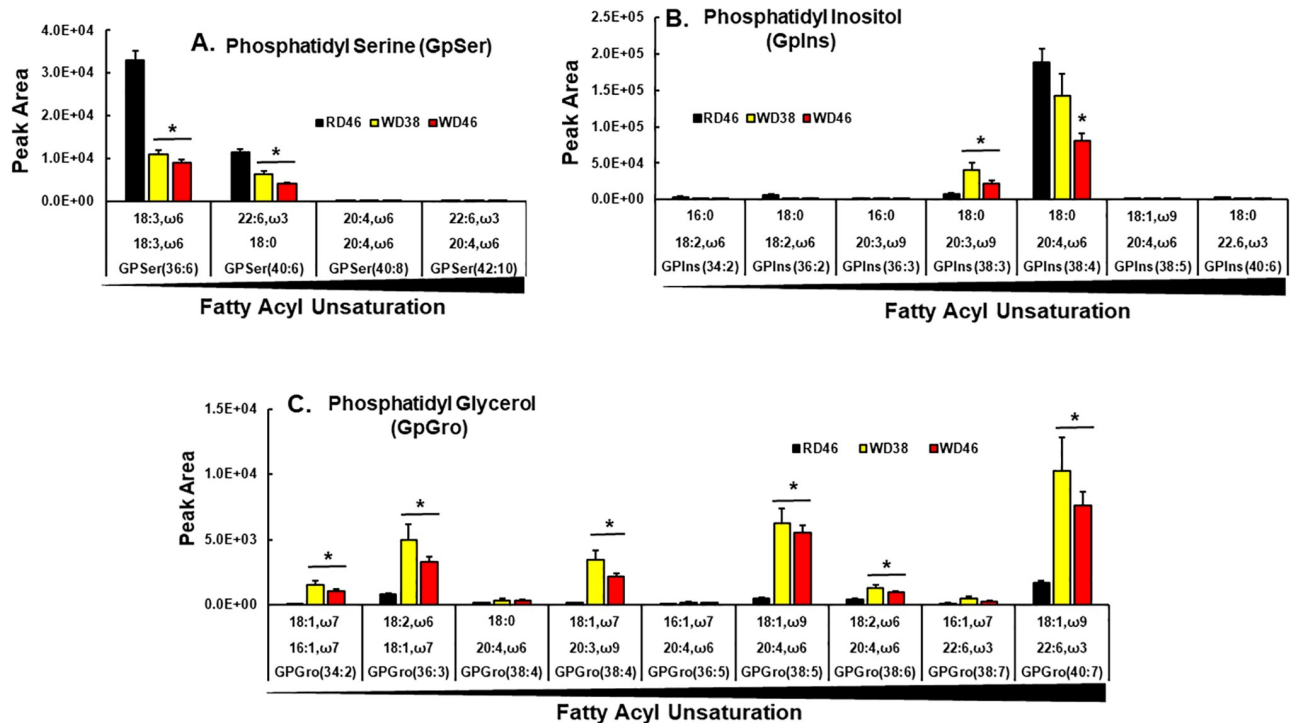 A. Phosphatidyl Serine (GpSer)
4.0E+04
3.0E+04
2.0E+04
1.0E+04
0.0E+00
Peak Area
RD46 WD38 WD46
* *
18:3,ω6 22:6,ω3 20:4,ω6 22:6,ω3
18:3,ω6 18:0 20:4,ω6 20:4,ω6
GPSer(36:6) GPSer(40:6) GPSer(40:8) GPSer(42:10)
Fatty Acyl Unsaturation
B. Phosphatidyl Inositol
(GpIns)
2.5E+05
2.0E+05
1.5E+05
1.0E+05
5.0E+04
0.0E+00
Peak Area
RD46 WD38 WD46
* *
16:0 18:0 16:0 18:0 18:0 18:1,ω9 18:0
18:2,ω6 18:2,ω6 20:3,ω9 20:3,ω9 20:4,ω6 20:4,ω6 22.6,ω3
GPIns(34:2) GPIns(36:2) GPIns(36:3) GPIns(38:3) GPIns(38:4) GPIns(38:5) GPIns(40:6)
Fatty Acyl Unsaturation
C. Phosphatidyl Glycerol
(GpGro)
1.5E+04
1.0E+04
5.0E+03
0.0E+00
Peak Area
RD46 WD38 WD46
* * * * * *
18:1,ω7 18:2,ω6 18:0 18:1,ω7 16:1,ω7 18:1,ω9 18:2,ω6 16:1,ω7 18:1,ω9
16:1,ω7 18:1,ω7 20:4,ω6 20:3,ω9 20:4,ω6 20:4,ω6 20:4,ω6 22:6,ω3 22:6,ω3
GPGro(34:2) GPGro(36:3) GPGro(38:4) GPGro(38:4) GPGro(36:5) GPGro(38:5) GPGro(38:6) GPGro(38:7) GPGro(40:7)
Fatty Acyl Unsaturation